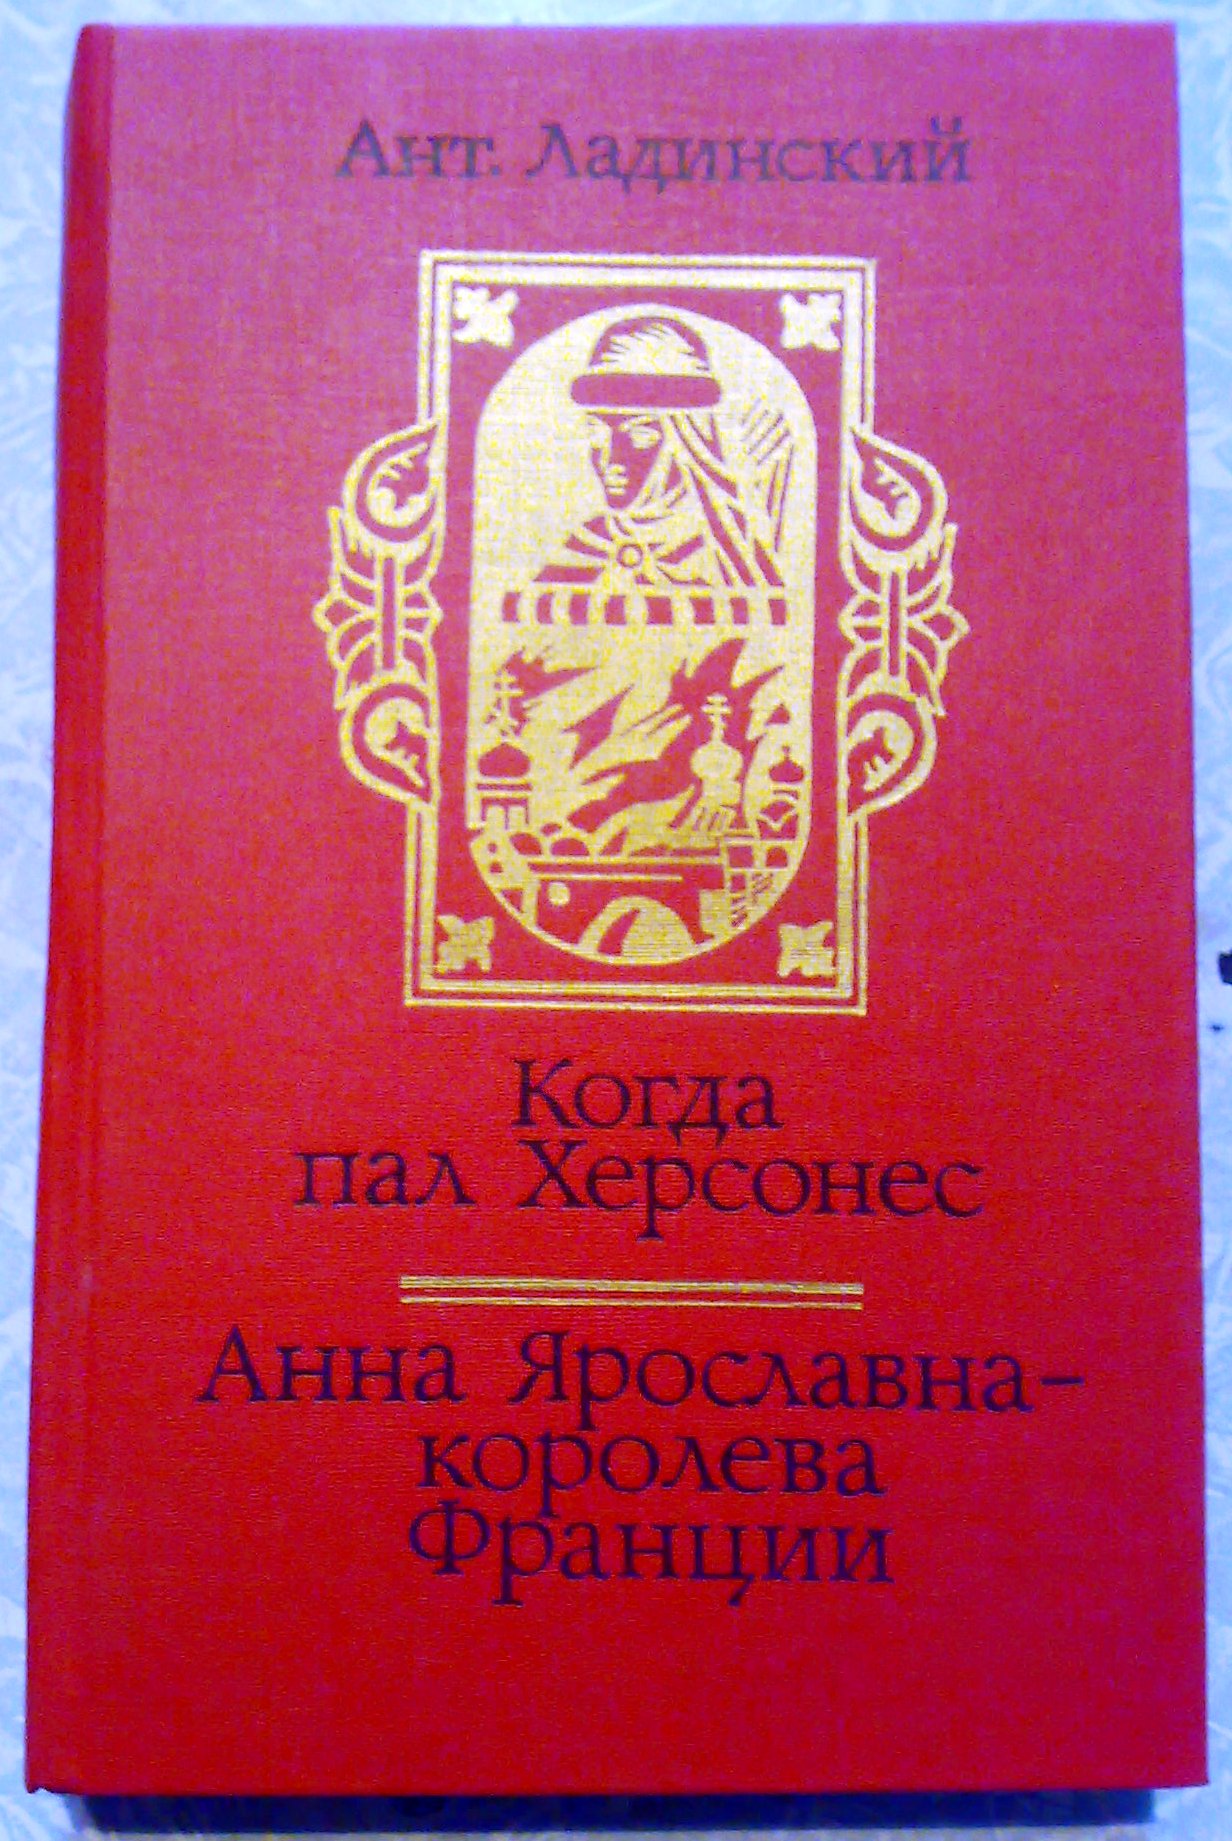 Ант. Ладинский
Когда
пал Херсонес
Анна Ярославна–
королева
Франции